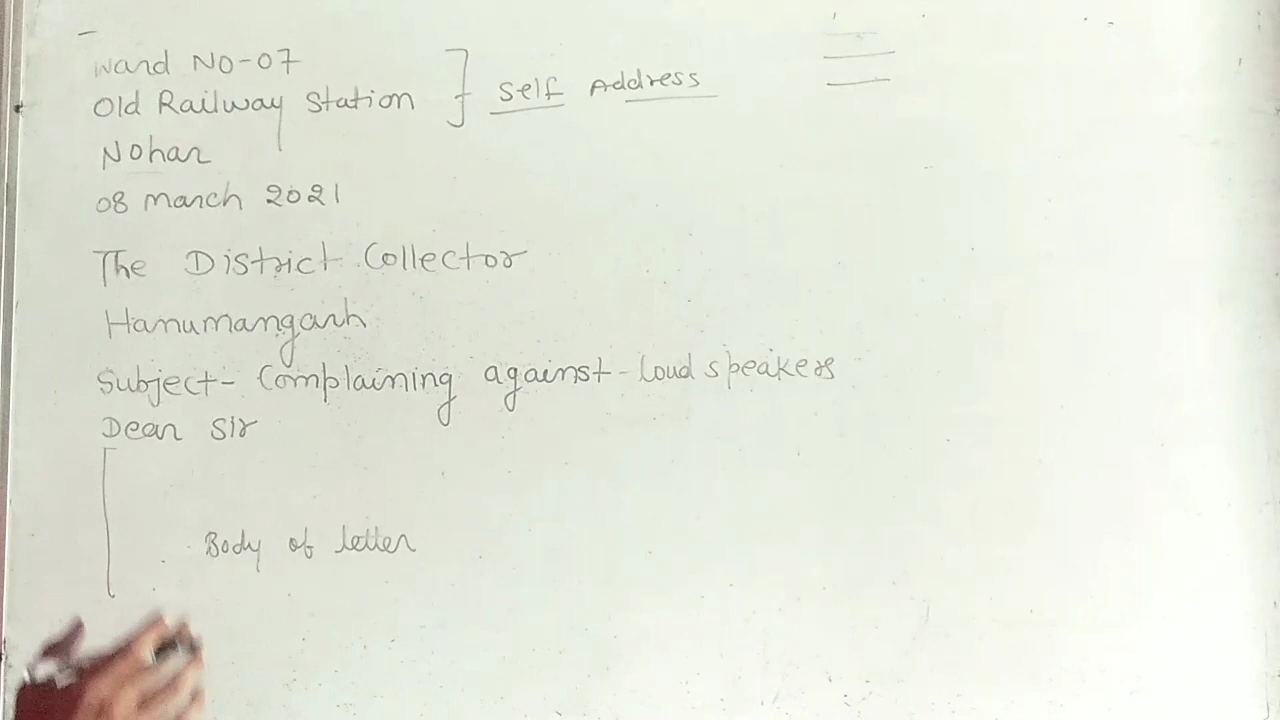 Ward No-07
Old Railway Station } Self Address
Nohar
08 March 2021
The District Collector
Hanumangarh
Subject- Complaining against loud speakers
Dear Sir
Body of letter